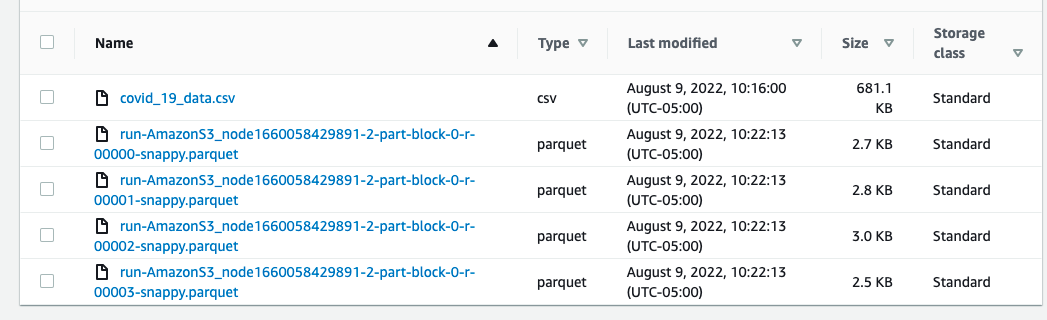 Name Type Last modified Size Storage
class
covid_19_data.csv csv August 9, 2022, 10:16:00
(UTC-05:00) 681.1
KB Standard
run-AmazonS3_node1660058429891-2-part-block-0-r-
00000-snappy.parquet parquet August 9, 2022, 10:22:13
(UTC-05:00) 2.7 KB Standard
run-AmazonS3_node1660058429891-2-part-block-0-r-
00001-snappy.parquet parquet August 9, 2022, 10:22:13
(UTC-05:00) 2.8 KB Standard
run-AmazonS3_node1660058429891-2-part-block-0-r-
00002-snappy.parquet parquet August 9, 2022, 10:22:13
(UTC-05:00) 3.0 KB Standard
run-AmazonS3_node1660058429891-2-part-block-0-r-
00003-snappy.parquet parquet August 9, 2022, 10:22:13
(UTC-05:00) 2.5 KB Standard